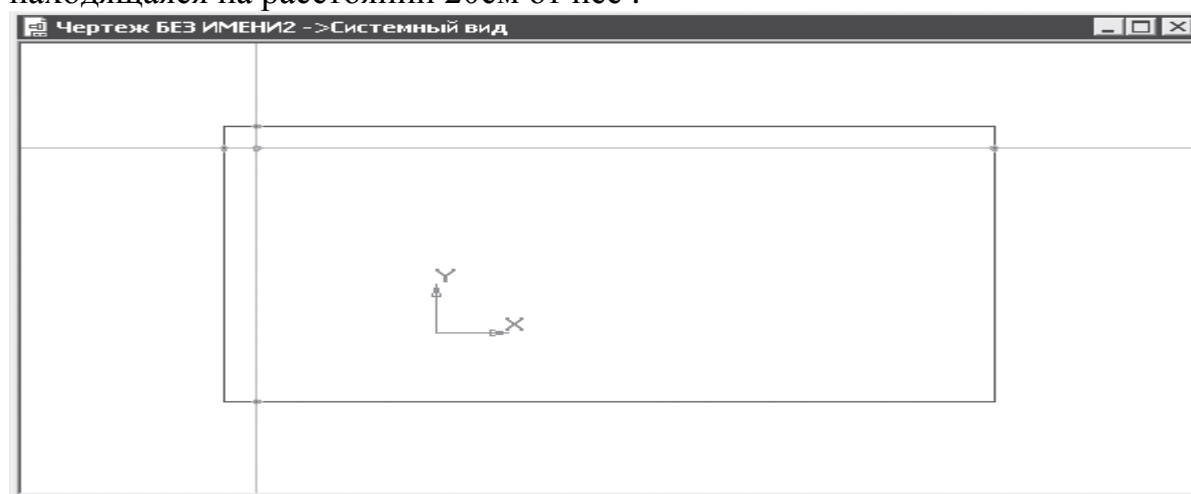 находящаяся на расстоянии 20см от нее .
Чертеж БЕЗ ИМЕНИ2 ->Системный вид
Y
X